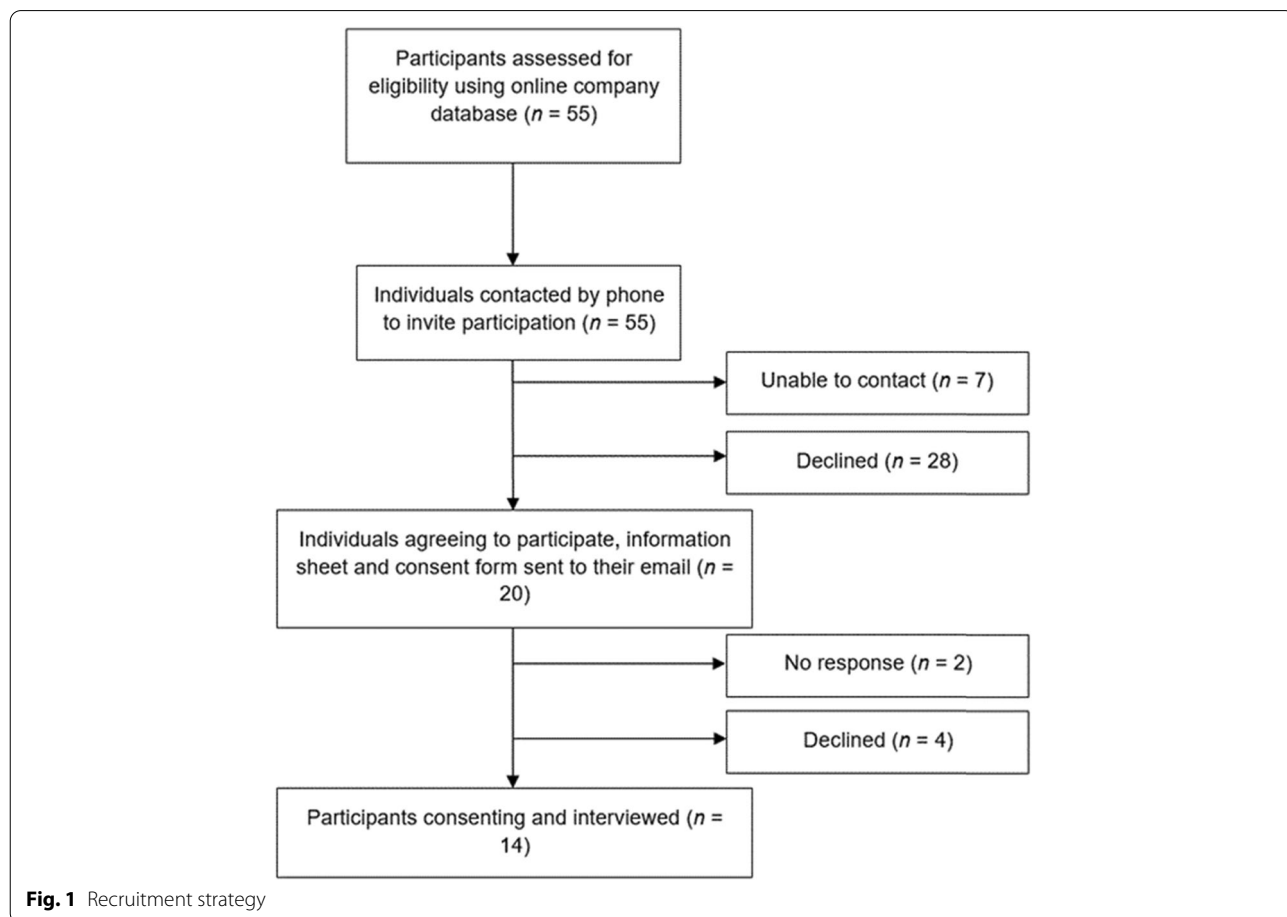 Participants assessed for
eligibility using online company
database (n = 55)
Individuals contacted by phone
to invite participation (n = 55)
Unable to contact (n = 7)
Declined (n = 28)
Individuals agreeing to participate, information
sheet and consent form sent to their email (n =
20)
No response (n = 2)
Declined (n = 4)
Participants consenting and interviewed (n =
14)
Fig. 1 Recruitment strategy